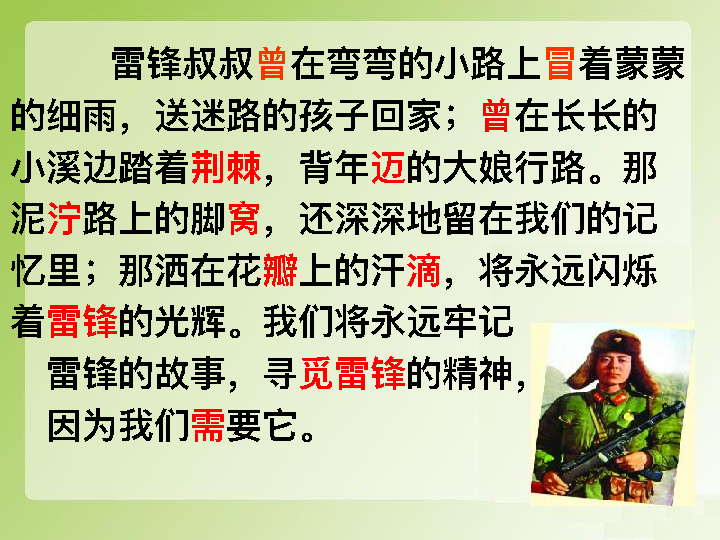 雷锋叔叔曾在弯弯的小路上冒着蒙蒙
的细雨，送迷路的孩子回家；曾在长长的
小溪边踏着荆棘，背年迈的大娘行路。那
泥泞路上的脚窝，还深深地留在我们的记
忆里；那洒在花瓣上的汗滴，将永远闪烁
着雷锋的光辉。我们将永远牢记
雷锋的故事，寻觅雷锋的精神，
因为我们需要它。